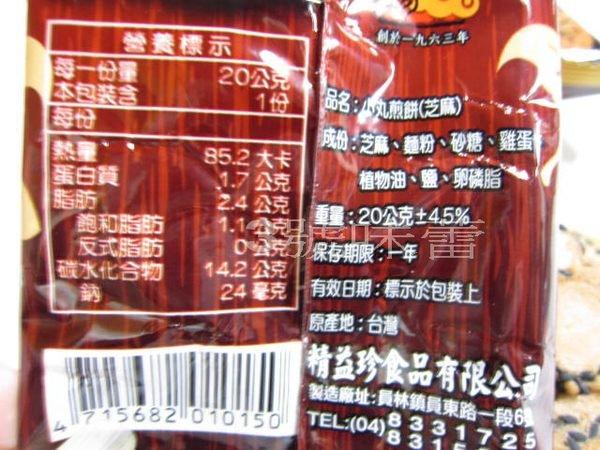 營養標示
每一份量 20公克
本包裝含 1份
每份
熱量 85.2 大卡
蛋白質 1.7 公克
脂肪 2.4 公克
飽和脂肪 1.1 公克
反式脂肪 0 公克
碳水化合物 14.2 公克
鈉 24 毫克
4 715682 010150
創於一九六三年
品名：小丸煎餅(芝麻)
成份：芝麻、麵粉、砂糖、雞蛋
植物油、鹽、卵磷脂
重量：20公克±4.5%
保存期限：一年
有效日期：標示於包裝上
原產地：台灣
精益珍食品有限公司
製造廠址：員林鎮員東路一段6
TEL:(04) 8331725
味蕾